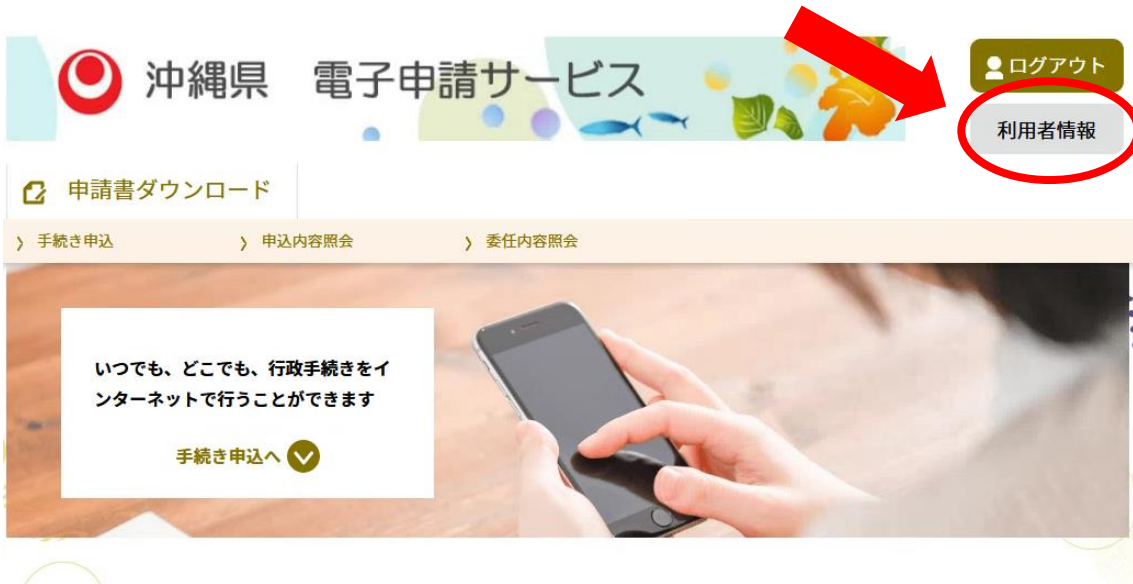 沖縄県 電子申請サービス
ログアウト
利用者情報
申請書ダウンロード
手続き申込
申込内容照会
委任内容照会
いつでも、どこでも、行政手続きをイ
ンターネットで行うことができます
手続き申込へ